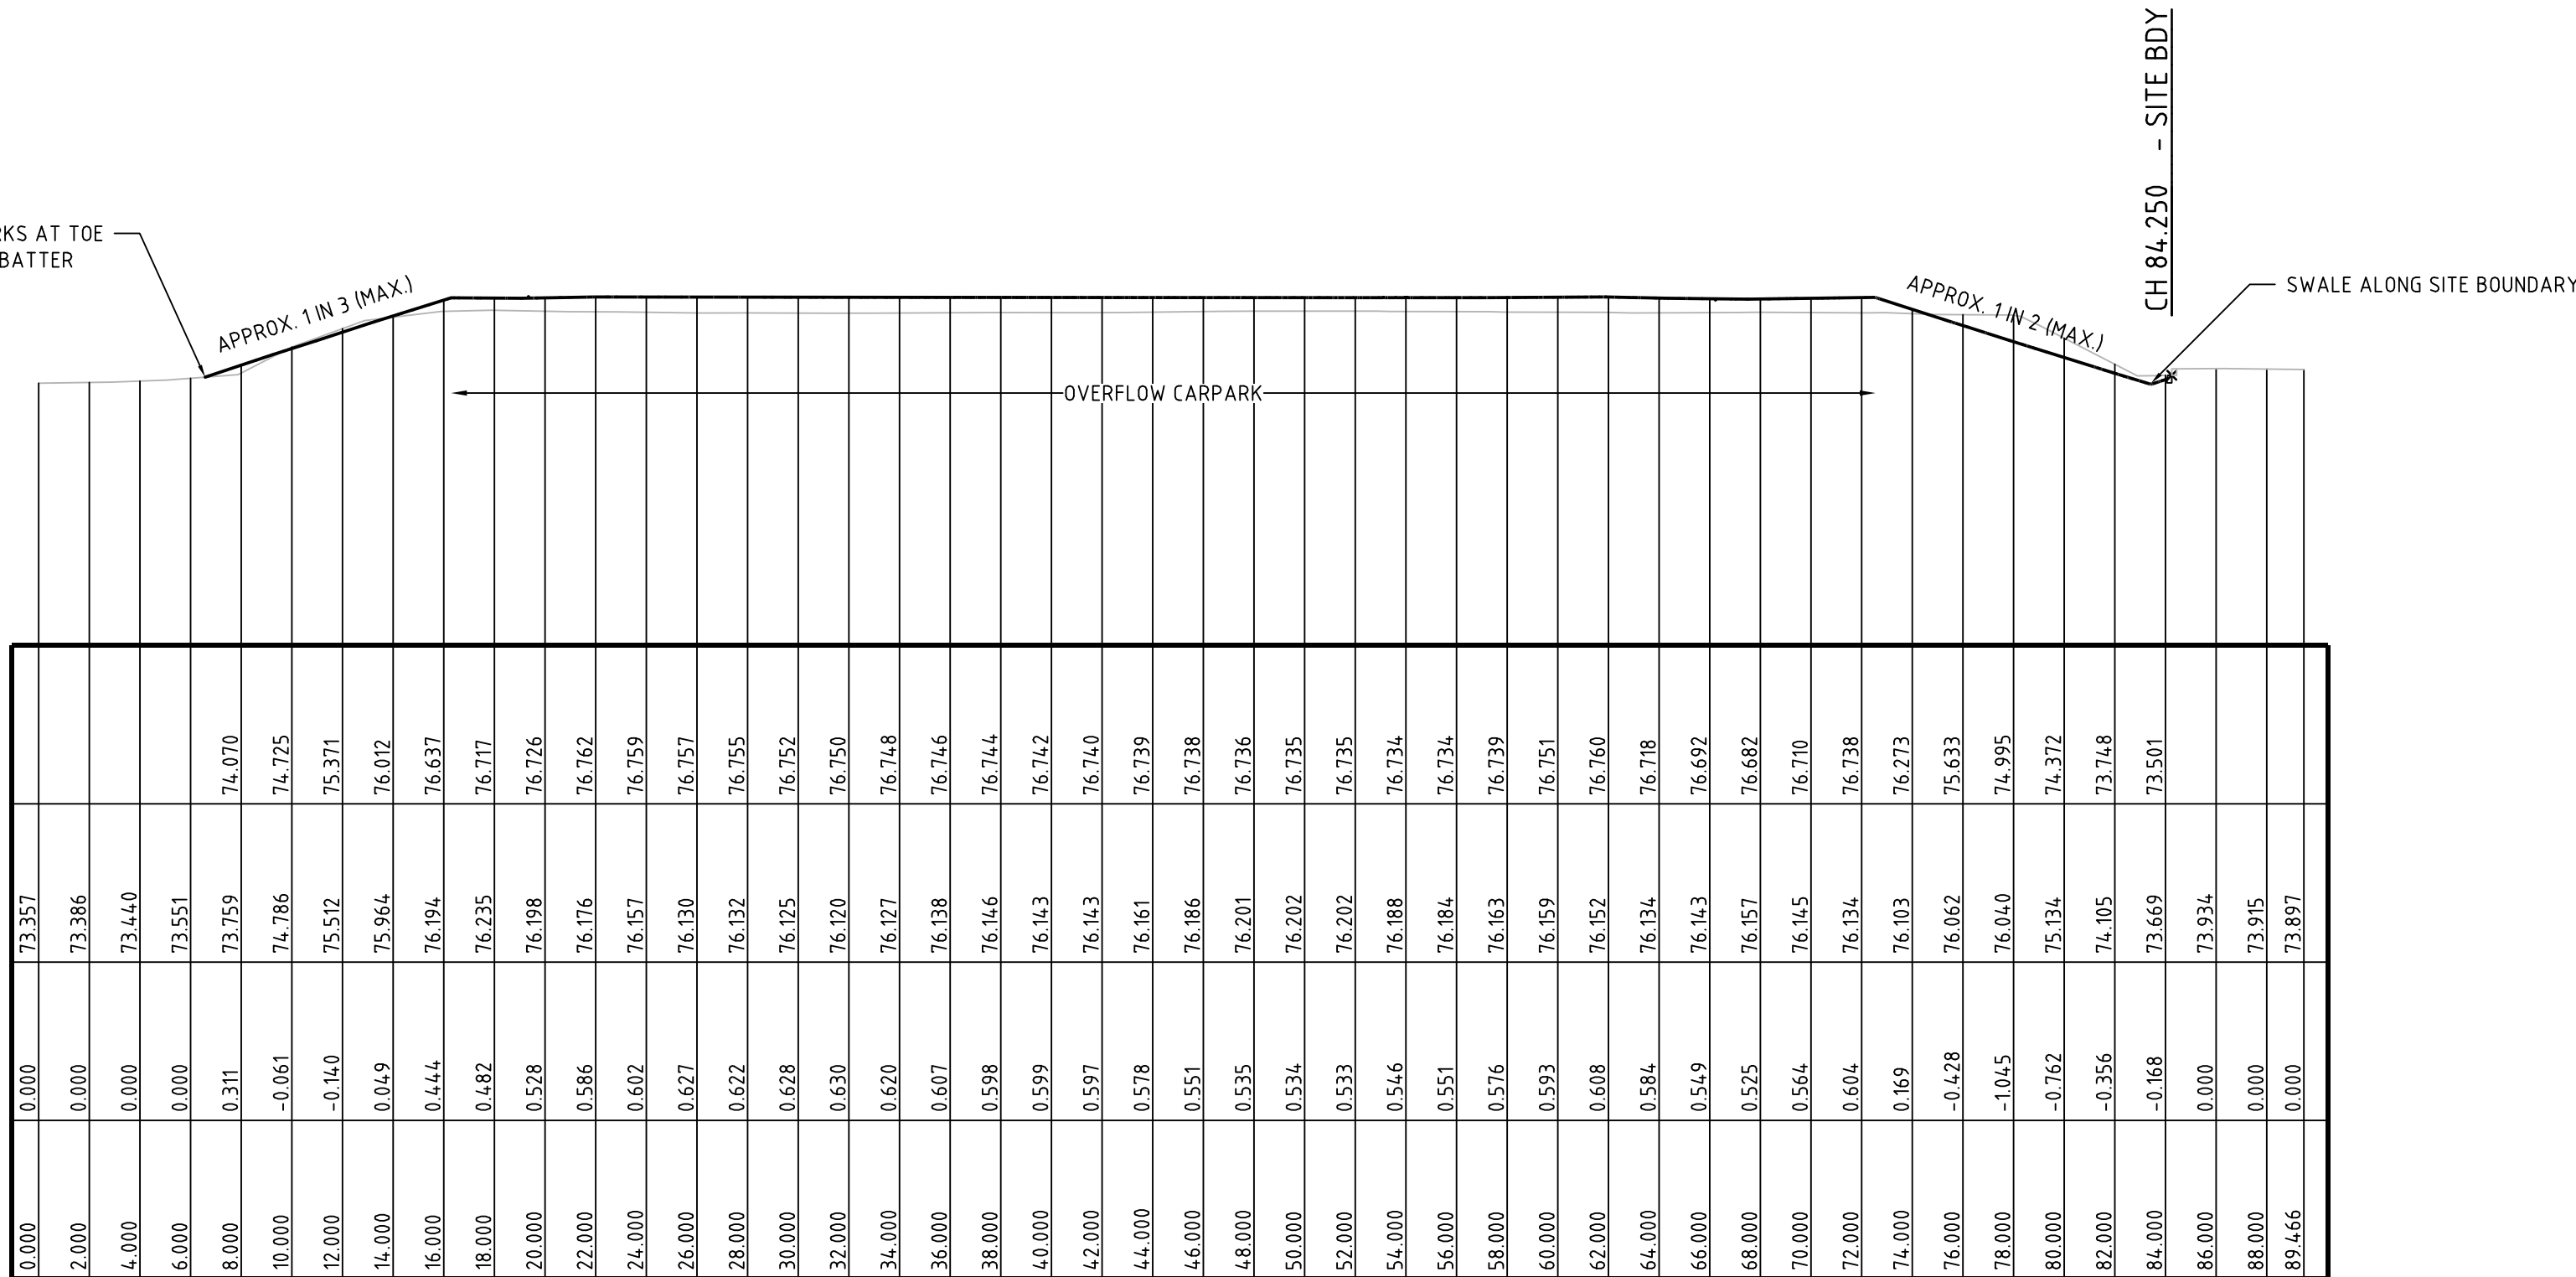 CH 84.250 - SITE BDY
AT TOE
BATTER
APPROX. 1 IN 3 (MAX.)
APPROX. 1 IN 2 (MAX.)
SWALE ALONG SITE BOUNDARY
OVERFLOW CARPARK
74.070 74.725 75.371 76.012 76.637 76.717 76.726 76.762 76.759 76.757 76.755 76.752 76.750 76.748 76.746 76.744 76.742 76.740 76.739 76.738 76.736 76.735 76.735 76.734 76.734 76.739 76.751 76.760 76.718 76.692 76.682 76.710 76.738 76.273 75.633 74.995 74.372 73.748 73.501
73.357 73.386 73.440 73.551 73.759 74.786 75.512 75.964 76.194 76.235 76.198 76.176 76.157 76.130 76.132 76.125 76.120 76.127 76.138 76.146 76.143 76.143 76.161 76.186 76.201 76.202 76.202 76.188 76.184 76.163 76.159 76.152 76.134 76.143 76.157 76.145 76.134 76.103 76.062 76.040 75.134 74.105 73.669 73.934 73.915 73.897
0.000 0.000 0.000 0.000 0.311 -0.061 -0.140 0.049 0.444 0.482 0.528 0.586 0.602 0.627 0.622 0.628 0.630 0.620 0.607 0.598 0.599 0.597 0.578 0.551 0.535 0.534 0.533 0.546 0.551 0.576 0.593 0.608 0.584 0.549 0.525 0.564 0.604 0.169 -0.428 -1.045 -0.762 -0.356 -0.168 0.000 0.000 0.000
0.000 2.000 4.000 6.000 8.000 10.000 12.000 14.000 16.000 18.000 20.000 22.000 24.000 26.000 28.000 30.000 32.000 34.000 36.000 38.000 40.000 42.000 44.000 46.000 48.000 50.000 52.000 54.000 56.000 58.000 60.000 62.000 64.000 66.000 68.000 70.000 72.000 74.000 76.000 78.000 80.000 82.000 84.000 86.000 88.000 89.466